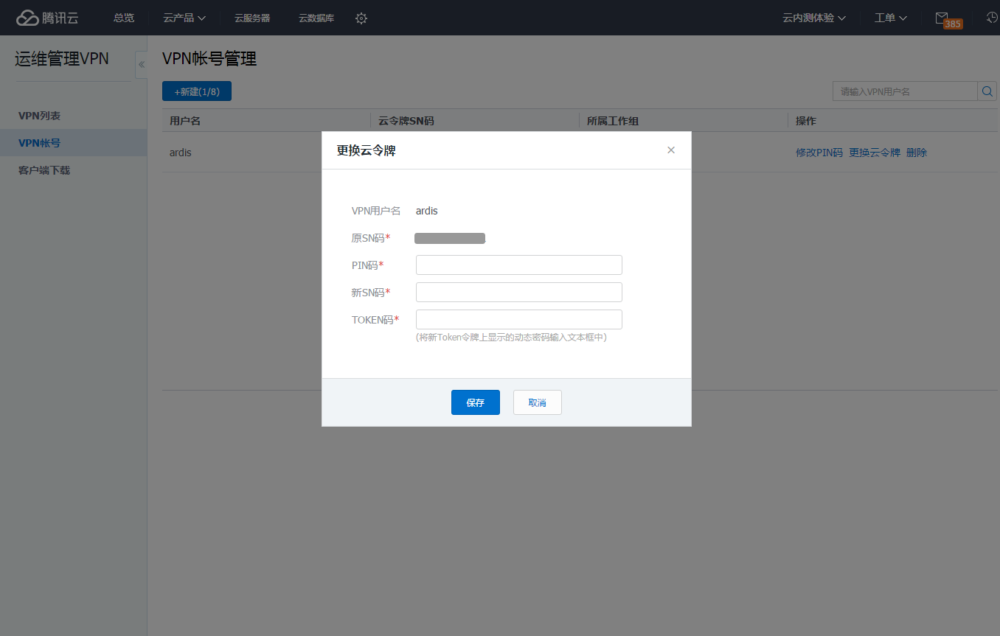 腾讯云 总览 云产品 云服务器 云数据库 云内测体验 工单 385
运维管理VPN
«
VPN列表
VPN帐号
客户端下载
VPN帐号管理
+新建(1/8)
请输入VPN用户名
用户名 云令牌SN码 所属工作组 操作
ardis 修改PIN码 更换云令牌 删除
更换云令牌 ×
VPN用户名 ardis
原SN码*
PIN码*
新SN码*
TOKEN码*
(将新Token令牌上显示的动态密码输入文本框中)
保存 取消